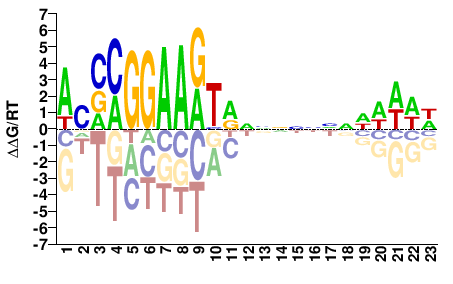 7
6
5
4
3
2
1
0
-1
-2
-3
-4
-5
-6
-7
ΔΔG/RT
A T C G
C A T
C G A T
C A G T
G T A C
G A C T
A C G T
A C G T
G A C T
T C G A
A G T C
1 2 3 4 5 6 7 8 9 10 11 12 13 14 15 16 17 18 19 20 21 22 23